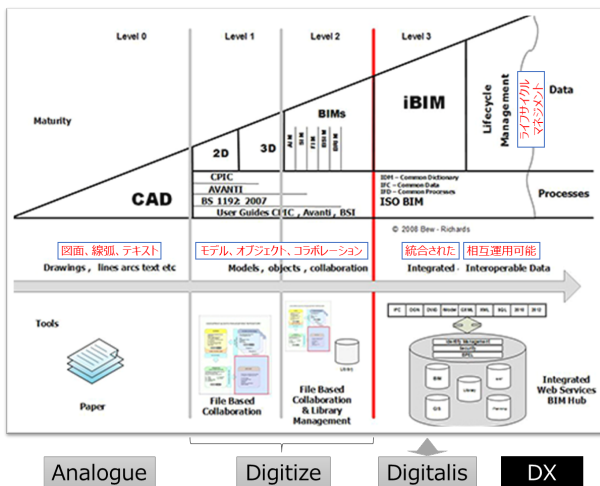 Level 0
Level 1
Level 2
Level 3
Maturity
CAD
2D
3D
BIMs
iBIM
Lifecycle
Management
ライフサイクル
マネジメント
Data
CPIC
AVANTI
BS 1192: 2007
User Guides CPIC , Avanti , BSI
IDM – Common Dictionary
IFC – Common Data
IFD – Common Processes
ISO BIM
Processes
© 2008 Bew - Richards
図面、線弧、テキスト
モデル、オブジェクト、コラボレーション
統合された
相互運用可能
Drawings , lines arcs text etc
Models , objects , collaboration
Integrated , Interoperable Data
Tools
Paper
File Based
Collaboration
File Based
Collaboration
& Library
Management
Integrated
Web Services
BIM Hub
Analogue
Digitize
Digitalis
DX